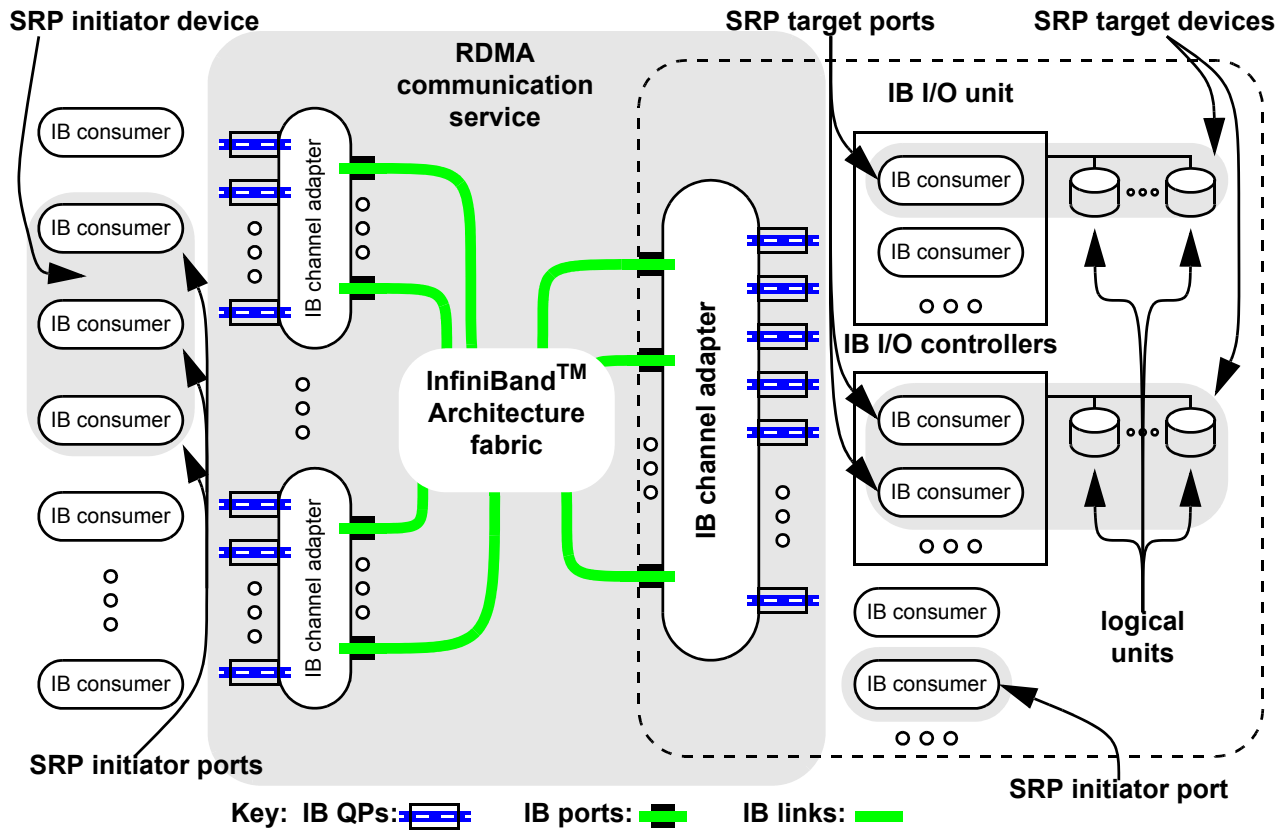 SRP initiator device
SRP target ports
SRP target devices
RDMA
communication
service
IB I/O unit
IB consumer
IB consumer
IB consumer
IB consumer
IB consumer
IB consumer
IB channel adapter
IB channel adapter
InfiniBand™
Architecture
fabric
IB channel adapter
IB consumer
IB consumer
IB I/O controllers
IB consumer
IB consumer
IB consumer
IB consumer
logical
units
SRP initiator ports
SRP initiator port
Key: IB QPs: IB ports: IB links: